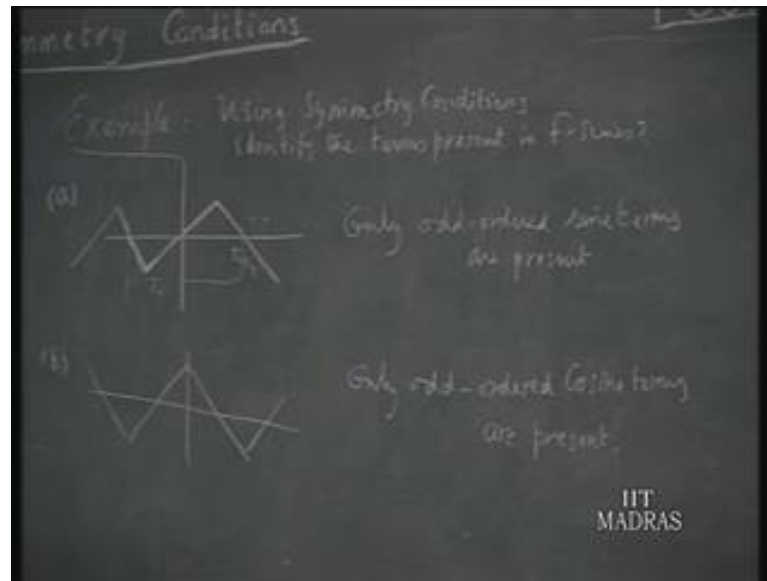 mmetry Conditions
Example - Using Symmetry Conditions
identify the terms present in F-Series?
(a)
Only odd-ordered sine terms
are present
(b)
Only odd-ordered Cosine terms
are present.
IIT
MADRAS